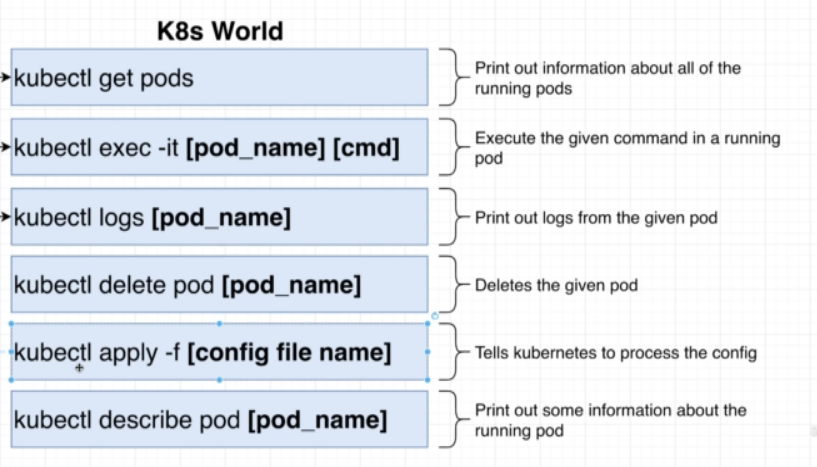 K8s World
kubectl get pods
Print out information about all of the
running pods
kubectl exec -it [pod_name] [cmd]
Execute the given command in a running
pod
kubectl logs [pod_name]
Print out logs from the given pod
kubectl delete pod [pod_name]
Deletes the given pod
kubectl apply -f [config file name]
Tells kubernetes to process the config
kubectl describe pod [pod_name]
Print out some information about the
running pod